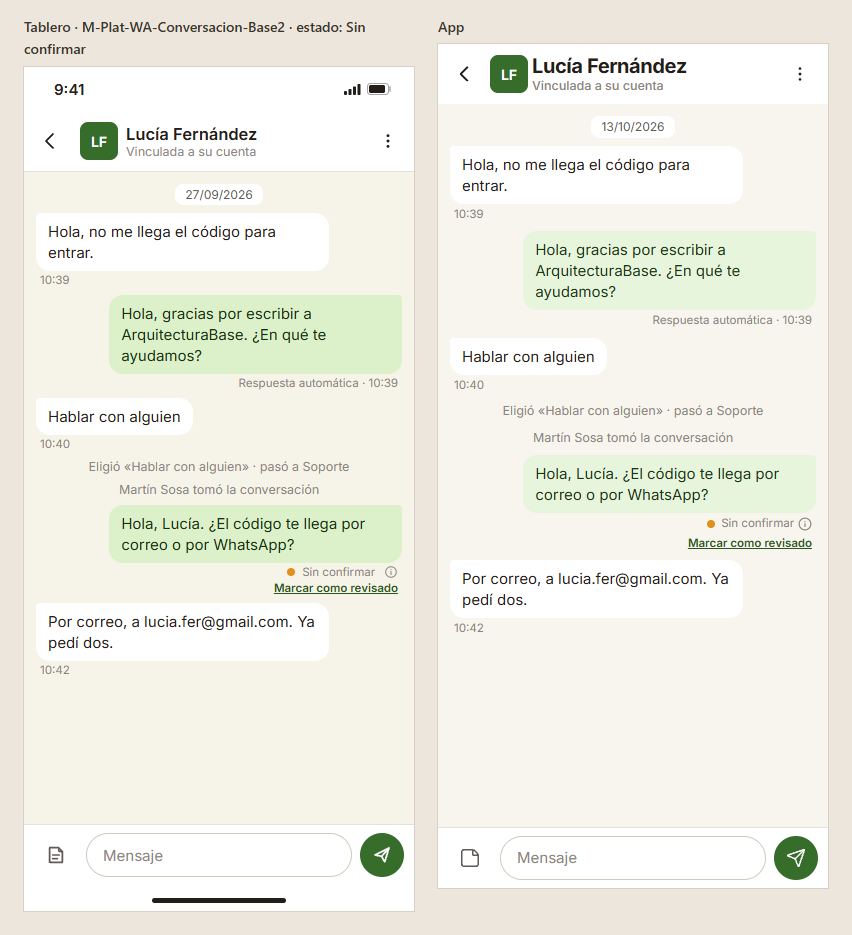 Tablero · M-Plat-WA-Conversacion-Base2 · estado: Sin
confirmar
9:41
LF
Lucía Fernández
Vinculada a su cuenta
27/09/2026
Hola, no me llega el código para
entrar.
10:39
Hola, gracias por escribir a
ArquitecturaBase. ¿En qué te
ayudamos?
Respuesta automática · 10:39
Hablar con alguien
10:40
Eligió «Hablar con alguien» · pasó a Soporte
Martín Sosa tomó la conversación
Hola, Lucía. ¿El código te llega por
correo o por WhatsApp?
Sin confirmar
Marcar como revisado
Por correo, a lucia.fer@gmail.com. Ya
pedí dos.
10:42
Mensaje
App
LF
Lucía Fernández
Vinculada a su cuenta
13/10/2026
Hola, no me llega el código para
entrar.
10:39
Hola, gracias por escribir a
ArquitecturaBase. ¿En qué te
ayudamos?
Respuesta automática · 10:39
Hablar con alguien
10:40
Eligió «Hablar con alguien» · pasó a Soporte
Martín Sosa tomó la conversación
Hola, Lucía. ¿El código te llega por
correo o por WhatsApp?
Sin confirmar
Marcar como revisado
Por correo, a lucia.fer@gmail.com. Ya
pedí dos.
10:42
Mensaje